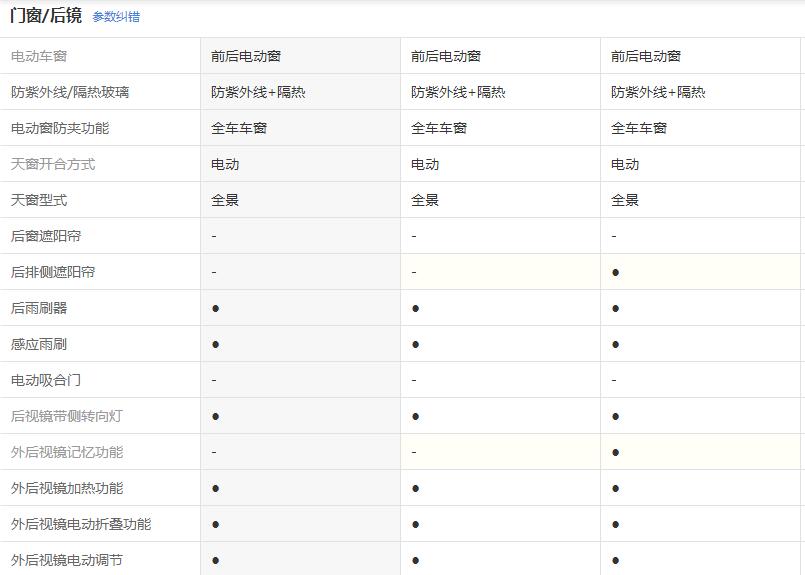 门窗/后镜 参数纠错
电动车窗 前后电动窗 前后电动窗 前后电动窗
防紫外线/隔热玻璃 防紫外线+隔热 防紫外线+隔热 防紫外线+隔热
电动窗防夹功能 全车车窗 全车车窗 全车车窗
天窗开合方式 电动 电动 电动
天窗型式 全景 全景 全景
后窗遮阳帘 - - -
后排侧遮阳帘 - - ●
后雨刷器 ● ● ●
感应雨刷 ● ● ●
电动吸合门 - - -
后视镜带侧转向灯 ● ● ●
外后视镜记忆功能 - - ●
外后视镜加热功能 ● ● ●
外后视镜电动折叠功能 ● ● ●
外后视镜电动调节 ● ● ●